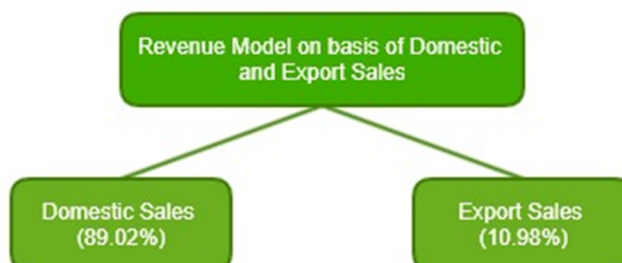 Revenue Model on basis of Domestic
and Export Sales
Domestic Sales
(89.02%)
Export Sales
(10.98%)